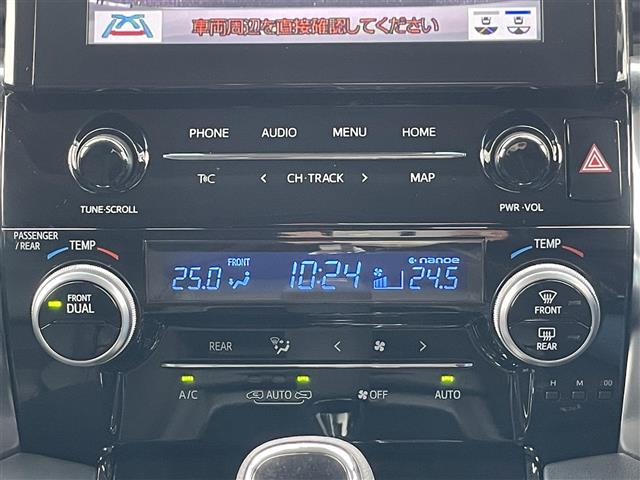 車両周辺を直接確認してください
PHONE AUDIO MENU HOME
T CH·TRACK MAP
TUNE·SCROLL
PWR·VOL
PASSENGER
/REAR
TEMP
FRONT
nanoe
TEMP
25.0 10:24 24.5
FRONT
DUAL
FRONT
REAR
REAR
A/C AUTO OFF AUTO
H M :00